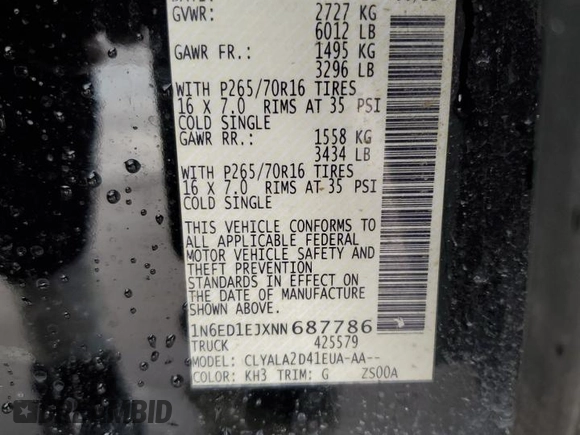 GVWR: 2727 KG
6012 LB
GAWR FR.: 1495 KG
3296 LB
WITH P265/70R16 TIRES
16 X 7.0 RIMS AT 35 PSI
COLD SINGLE
GAWR RR.: 1558 KG
3434 LB
WITH P265/70R16 TIRES
16 X 7.0 RIMS AT 35 PSI
COLD SINGLE
THIS VEHICLE CONFORMS TO
ALL APPLICABLE FEDERAL
MOTOR VEHICLE SAFETY AND
THEFT PREVENTION
STANDARDS IN EFFECT ON
THE DATE OF MANUFACTURE
SHOWN ABOVE.
1N6ED1EJXNN687786
TRUCK 425579
MODEL: CLYALA2D41EUA-AA--
COLOR: KH3 TRIM: G ZS00A